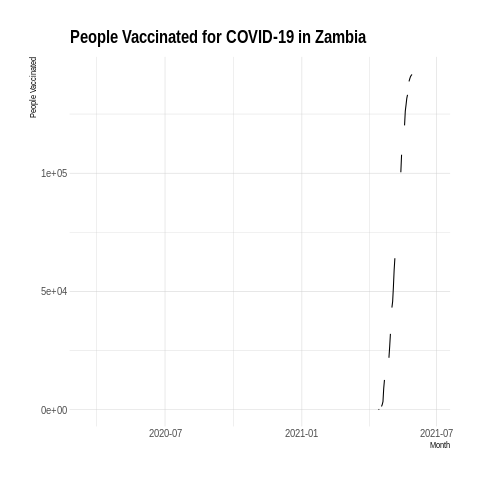 People Vaccinated for COVID-19 in Zambia
People Vaccinated
1e+05
5e+04
0e+00
2020-07
2021-01
2021-07
Month